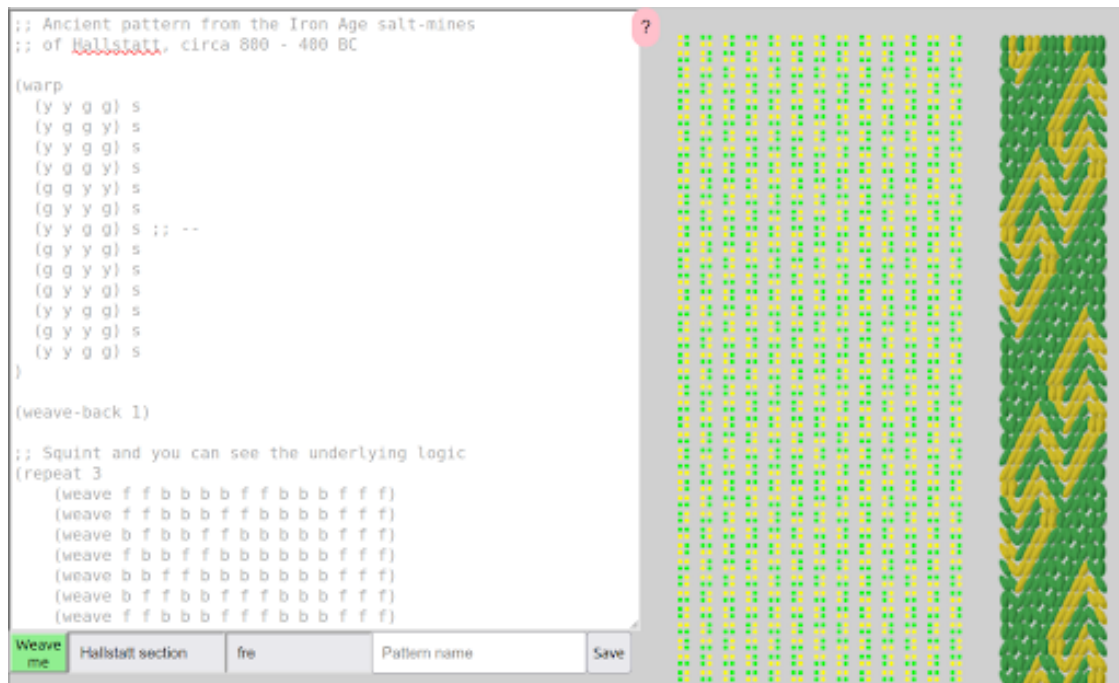 ;; Ancient pattern from the Iron Age salt-mines
;; of Hallstatt, circa 800 - 400 BC
(warp
(y y g g) s
(y g g y) s
(y y g g) s
(y g g y) s
(g g y y) s
(g y y g) s
(y y g g) s ;; --
(g y y g) s
(g g y y) s
(g y y g) s
(y y g g) s
(g y y g) s
(y y g g) s
)
(weave-back 1)
;; Squint and you can see the underlying logic
(repeat 3
(weave f f b b b b f f b b b f f f)
(weave f f b b b f f b b b b f f f)
(weave b f b b f f b b b b b f f f)
(weave f b b f f b b b b b b f f f)
(weave b b f f b b b b b b b f f f)
(weave b f f b b f b b b b b f f f)
(weave f f b b b f f f b b b f f f)
?
Weave me
Hallstatt section
fre
Pattern name
Save